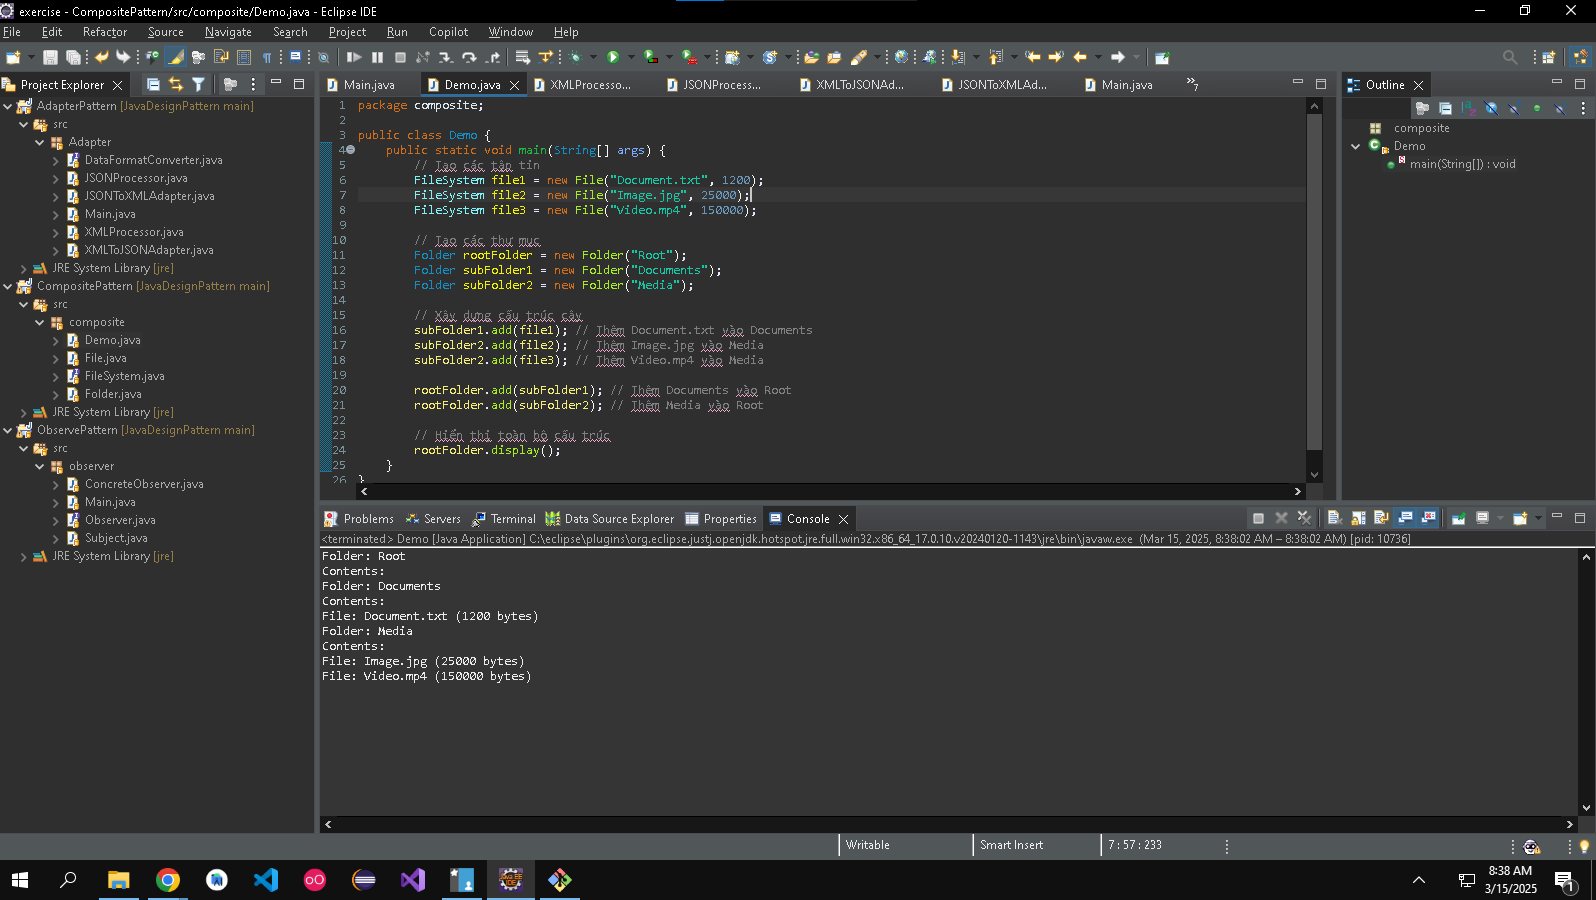 exercise - CompositePattern/src/composite/Demo.java - Eclipse IDE
File Edit Refactor Source Navigate Search Project Run Copilot Window Help
Project Explorer
AdapterPattern [JavaDesignPattern main]
src
Adapter
DataFormatConverter.java
JSONProcessor.java
JSONToXMLAdapter.java
Main.java
XMLProcessor.java
XMLToJSONAdapter.java
JRE System Library [jre]
CompositePattern [JavaDesignPattern main]
src
composite
Demo.java
File.java
FileSystem.java
Folder.java
JRE System Library [jre]
ObservePattern [JavaDesignPattern main]
src
observer
ConcreteObserver.java
Main.java
Observer.java
Subject.java
JRE System Library [jre]
Main.java Demo.java XMLProcesso... JSONProcess... XMLToJSONAd... JSONToXMLAd... Main.java 7
1 package composite;
2
3 public class Demo {
4 public static void main(String[] args) {
5 // Tạo các tập tin
6 FileSystem file1 = new File("Document.txt", 1200);
7 FileSystem file2 = new File("Image.jpg", 25000);
8 FileSystem file3 = new File("Video.mp4", 150000);
9
10 // Tạo các thư mục
11 Folder rootFolder = new Folder("Root");
12 Folder subFolder1 = new Folder("Documents");
13 Folder subFolder2 = new Folder("Media");
14
15 // Xây dựng cấu trúc cây
16 subFolder1.add(file1); // Thêm Document.txt vào Documents
17 subFolder2.add(file2); // Thêm Image.jpg vào Media
18 subFolder2.add(file3); // Thêm Video.mp4 vào Media
19
20 rootFolder.add(subFolder1); // Thêm Documents vào Root
21 rootFolder.add(subFolder2); // Thêm Media vào Root
22
23 // Hiển thị toàn bộ cấu trúc
24 rootFolder.display();
25 }
26 }
Outline
composite
Demo
main(String[]) : void
Problems Servers Terminal Data Source Explorer Properties Console
<terminated> Demo [Java Application] C:\eclipse\plugins\org.eclipse.justj.openjdk.hotspot.jre.full.win32.x86_64_17.0.10.v20240120-1143\jre\bin\javaw.exe (Mar 15, 2025, 8:38:02 AM – 8:38:02 AM) [pid: 10736]
Folder: Root
Contents:
Folder: Documents
Contents:
File: Document.txt (1200 bytes)
Folder: Media
Contents:
File: Image.jpg (25000 bytes)
File: Video.mp4 (150000 bytes)
Writable Smart Insert 7 : 57 : 233
8:38 AM
3/15/2025
1